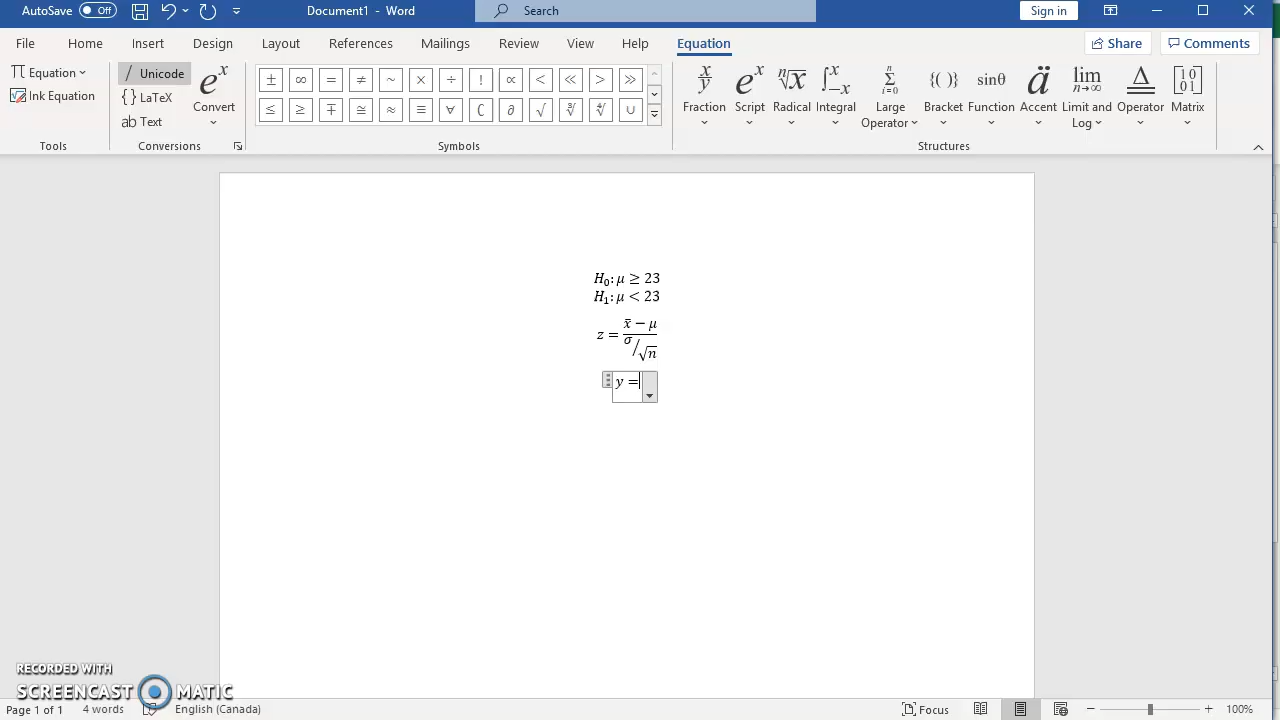 AutoSave Off Document1 - Word Search Sign in
File Home Insert Design Layout References Mailings Review View Help Equation Share Comments
Equation Unicode
Ink Equation LaTeX
Text
Convert
± ∞ = ≠ ~ × ÷ ! ∝ < ≪ > ≫
≤ ≥ ∓ ≅ ≈ ≡ ∀ ∁ ∂ √ ∛ ∜ ∪
Fraction Script Radical Integral Large Operator Bracket Function Accent Limit and Log Operator Matrix
Tools Conversions Symbols Structures
H₀: μ ≥ 23
H₁: μ < 23
z = (x̄ − μ) / (σ/√n)
y =
RECORDED WITH
SCREENCAST MATIC
Page 1 of 1 4 words English (Canada) Focus 100%